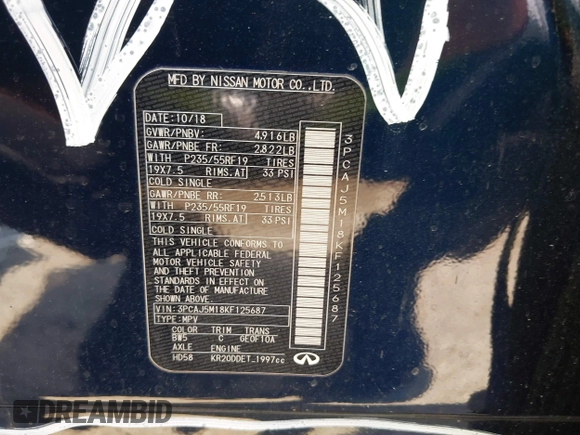 MFD BY NISSAN MOTOR CO.,LTD.
DATE:10/18
GVWR/PNBV: 4,916LB
GAWR/PNBE FR: 2,822LB
WITH P235/55RF19 TIRES
19X7.5 RIMS.AT 33 PSI
COLD SINGLE
GAWR/PNBE RR: 2,513LB
WITH P235/55RF19 TIRES
19X7.5 RIMS.AT 33 PSI
COLD SINGLE
THIS VEHICLE CONFORMS TO
ALL APPLICABLE FEDERAL
MOTOR VEHICLE SAFETY
AND THEFT PREVENTION
STANDARDS IN EFFECT ON
THE DATE OF MANUFACTURE
SHOWN ABOVE.
VIN:3PCAJ5M18KF125687
TYPE:MPV
COLOR TRIM TRANS
BW5 C GE0F10A
AXLE ENGINE
HD58 KR20DDET_1997cc
INFINITI
3PCAJ5M18KF125687
DREAMBID